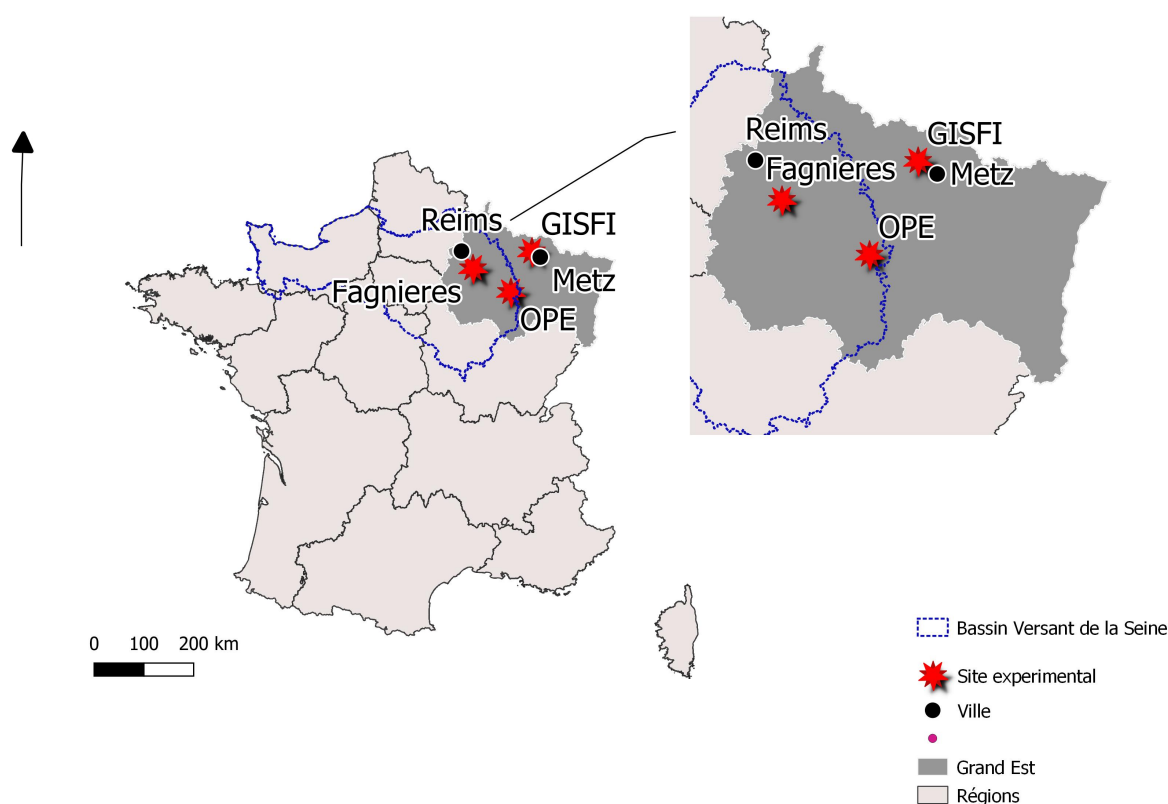 Reims
GISFI
Fagnieres
Metz
OPE
Reims
GISFI
Metz
Fagnieres
OPE
0 100 200 km
Bassin Versant de la Seine
Site experimental
Ville
Grand Est
Régions